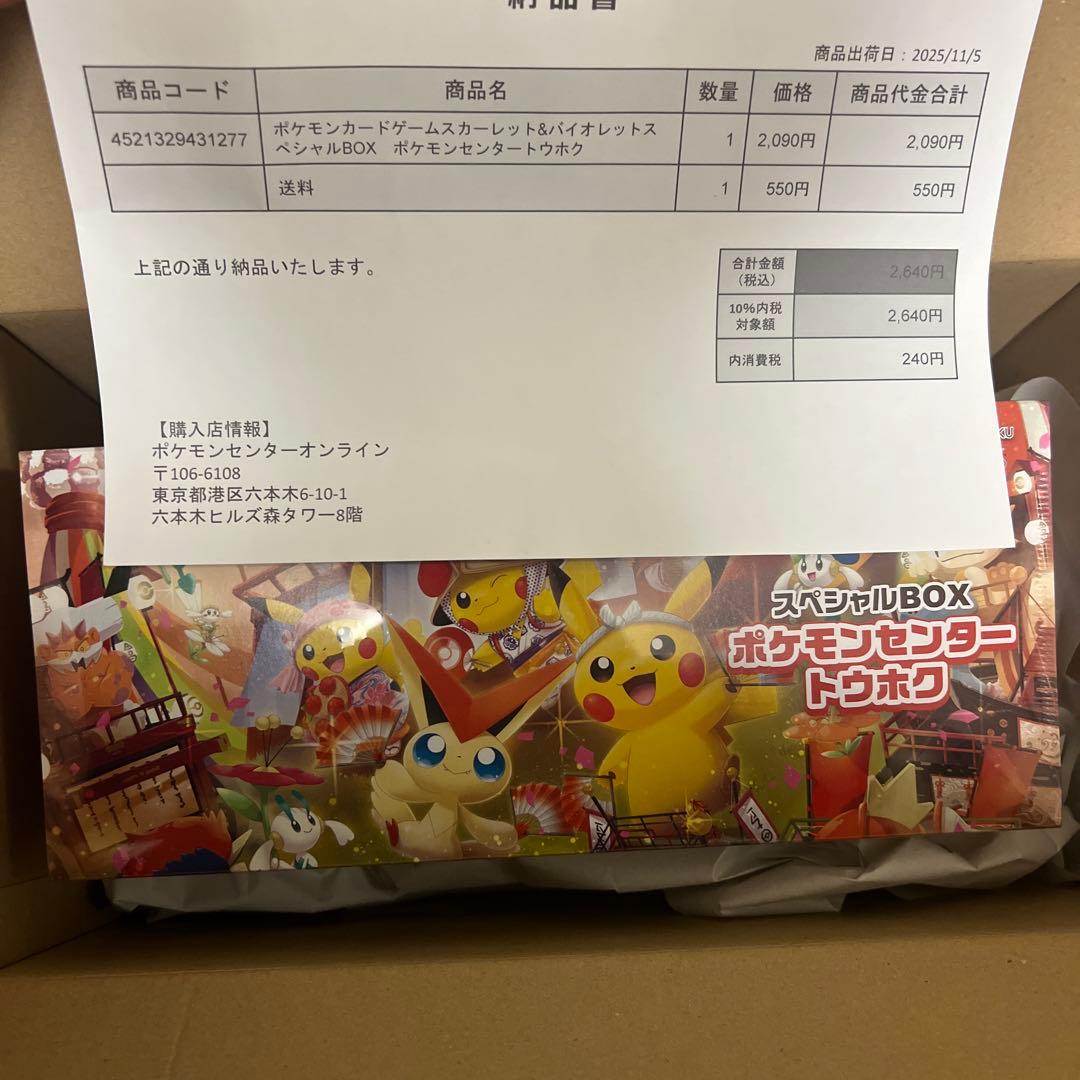 納品書
商品出荷日：2025/11/5
商品コード 商品名 数量 価格 商品代金合計
4521329431277 ポケモンカードゲームスカーレット&バイオレットス
ペシャルBOX　ポケモンセンタートウホク 1 2,090円 2,090円
送料 1 550円 550円
上記の通り納品いたします。
合計金額
（税込） 2,640円
10%内税
対象額 2,640円
内消費税 240円
【購入店情報】
ポケモンセンターオンライン
〒106-6108
東京都港区六本木6-10-1
六本木ヒルズ森タワー8階
KU
スペシャルBOX
ポケモンセンター
トウホク